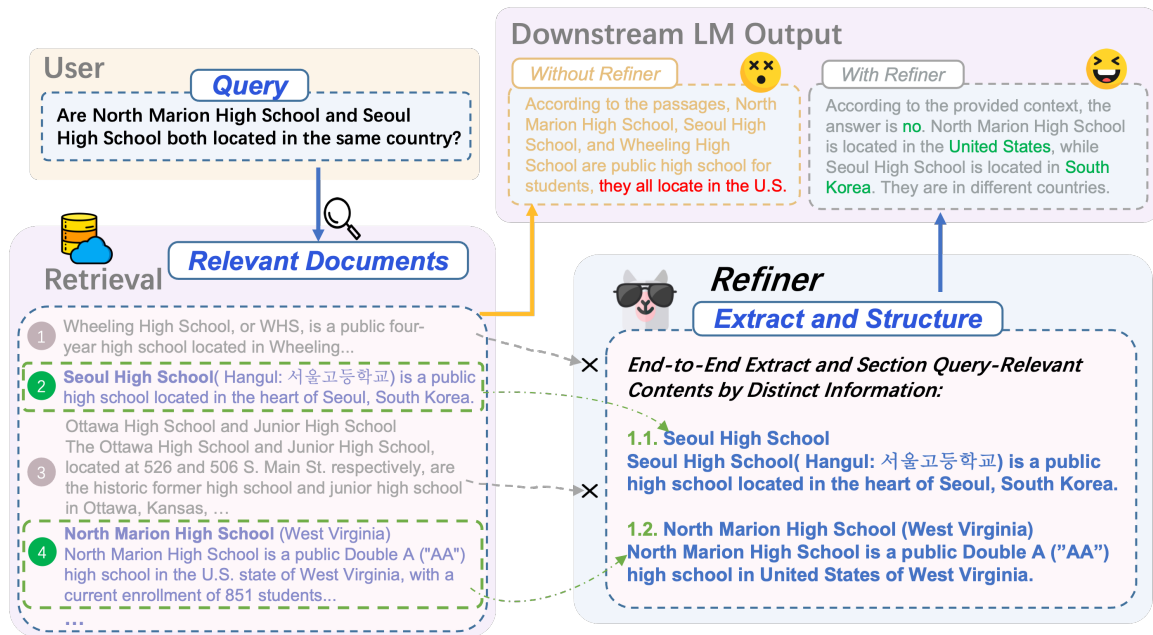 User
Query
Are North Marion High School and Seoul
High School both located in the same country?
Retrieval
Relevant Documents
1
Wheeling High School, or WHS, is a public four-
year high school located in Wheeling...
2
Seoul High School( Hangul: 서울고등학교) is a public
high school located in the heart of Seoul, South Korea.
3
Ottawa High School and Junior High School
The Ottawa High School and Junior High School,
located at 526 and 506 S. Main St. respectively, are
the historic former high school and junior high school
in Ottawa, Kansas, ...
4
North Marion High School (West Virginia)
North Marion High School is a public Double A ("AA")
high school in the U.S. state of West Virginia, with a
current enrollment of 851 students...
...
Downstream LM Output
Without Refiner
According to the passages, North
Marion High School, Seoul High
School, and Wheeling High
School are public high school for
students, they all locate in the U.S.
With Refiner
According to the provided context, the
answer is no. North Marion High School
is located in the United States, while
Seoul High School is located in South
Korea. They are in different countries.
Refiner
Extract and Structure
End-to-End Extract and Section Query-Relevant
Contents by Distinct Information:
1.1. Seoul High School
Seoul High School( Hangul: 서울고등학교) is a public
high school located in the heart of Seoul, South Korea.
1.2. North Marion High School (West Virginia)
North Marion High School is a public Double A (”AA”)
high school in United States of West Virginia.